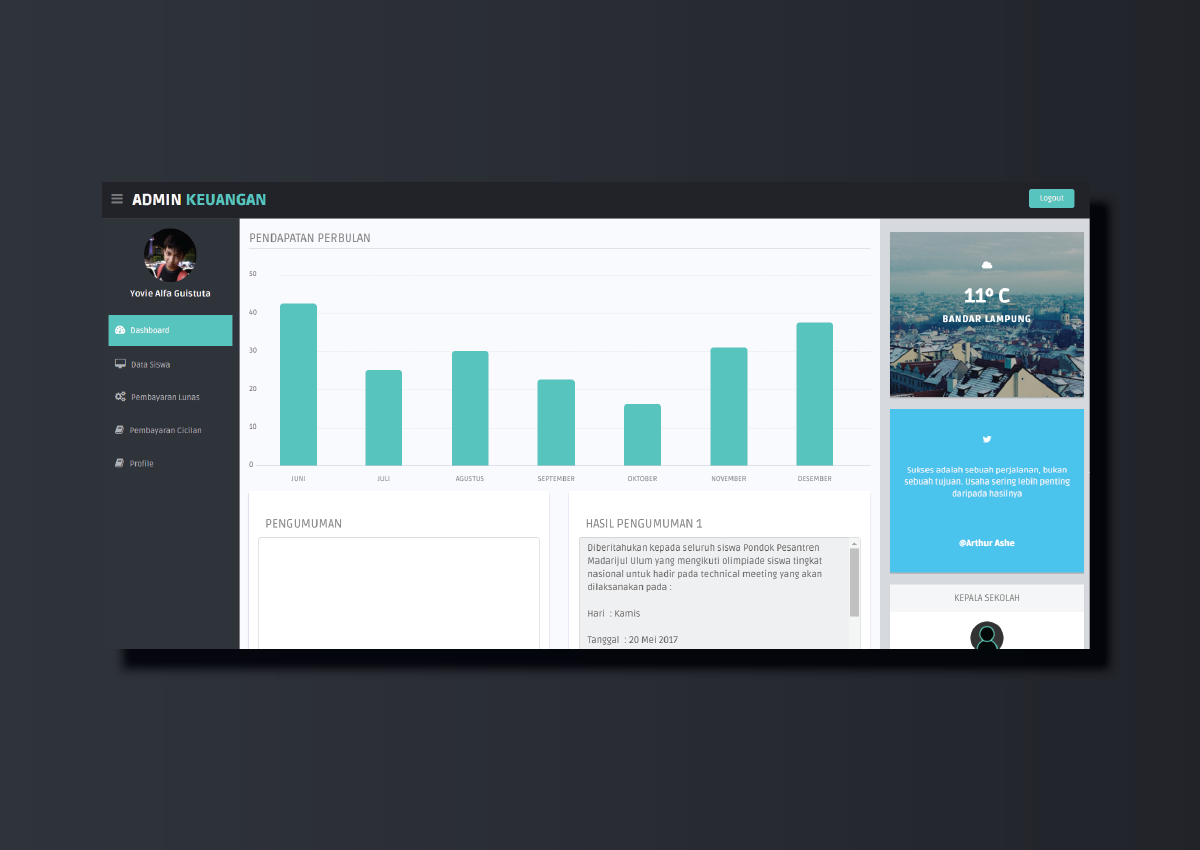 ADMIN KEUANGAN
Logout
Yovie Alfa Guistuta
Dashboard
Data Siswa
Pembayaran Lunas
Pembayaran Cicilan
Profile
PENDAPATAN PERBULAN
50
40
30
20
10
0
JUNI JULI AGUSTUS SEPTEMBER OKTOBER NOVEMBER DESEMBER
PENGUMUMAN
HASIL PENGUMUMAN 1
Diberitahukan kepada seluruh siswa Pondok Pesantren
Madarijul Ulum yang mengikuti olimpiade siswa tingkat
nasional untuk hadir pada technical meeting yang akan
dilaksanakan pada :
Hari : Kamis
Tanggal : 20 Mei 2017
11º C
BANDAR LAMPUNG
Sukses adalah sebuah perjalanan, bukan
sebuah tujuan. Usaha sering lebih penting
daripada hasilnya
@Arthur Ashe
KEPALA SEKOLAH